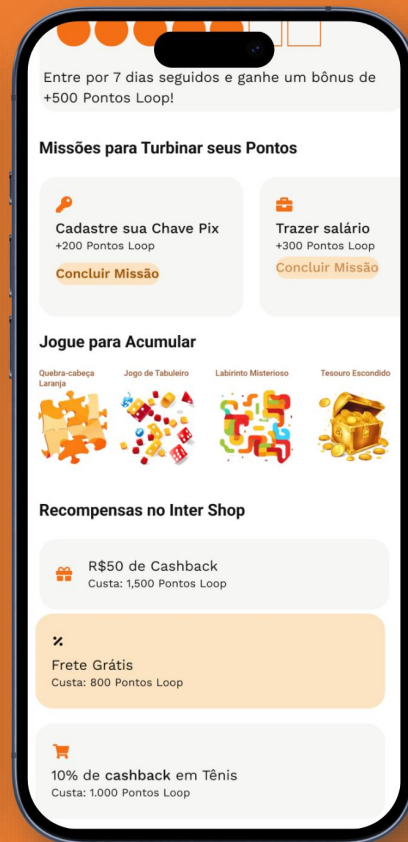 Entre por 7 dias seguidos e ganhe um bônus de
+500 Pontos Loop!
Missões para Turbinar seus Pontos
Cadastre sua Chave Pix
+200 Pontos Loop
Concluir Missão
Trazer salário
+300 Pontos Loop
Concluir Missão
Jogue para Acumular
Quebra-cabeça
Laranja
Jogo de Tabuleiro
Labirinto Misterioso
Tesouro Escondido
Recompensas no Inter Shop
R$50 de Cashback
Custa: 1,500 Pontos Loop
Frete Grátis
Custa: 800 Pontos Loop
10% de cashback em Tênis
Custa: 1.000 Pontos Loop